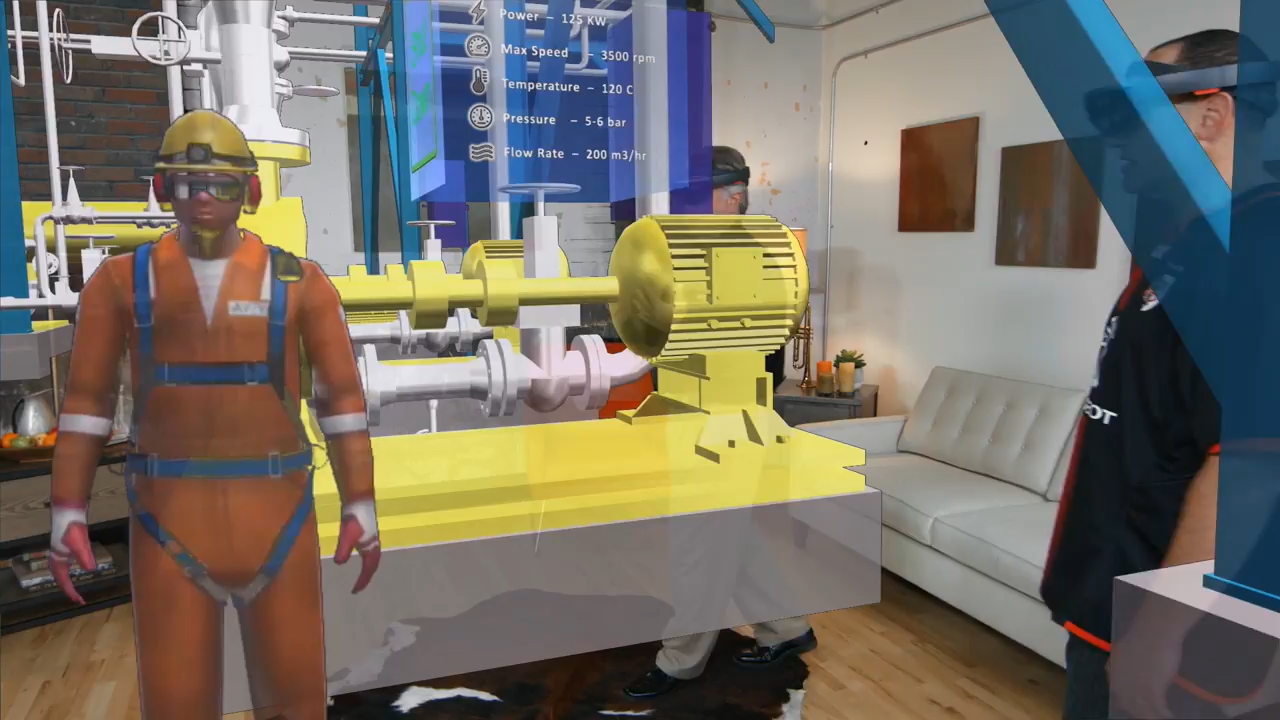 Power – 125 KW
Max Speed – 3500 rpm
Temperature – 120 C
Pressure – 5-6 bar
Flow Rate – 200 m3/hr